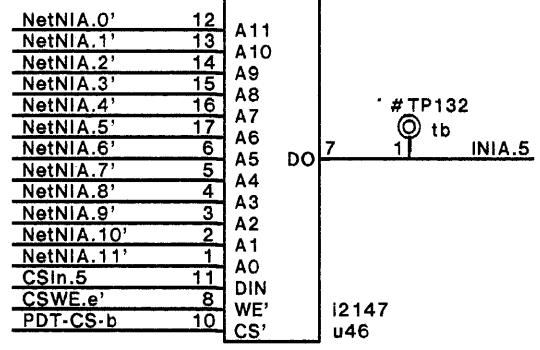 NetNIA.0' 12 A11
NetNIA.1' 13 A10
NetNIA.2' 14 A9
NetNIA.3' 15 A8
NetNIA.4' 16 A7
NetNIA.5' 17 A6
NetNIA.6' 6 A5
NetNIA.7' 5 A4
NetNIA.8' 4 A3
NetNIA.9' 3 A2
NetNIA.10' 2 A1
NetNIA.11' 1 A0
CSIn.5 11 DIN
CSWE.e' 8 WE'
PDT-CS-b 10 CS'
DO 7 1 INIA.5
#TP132
tb
i2147
u46